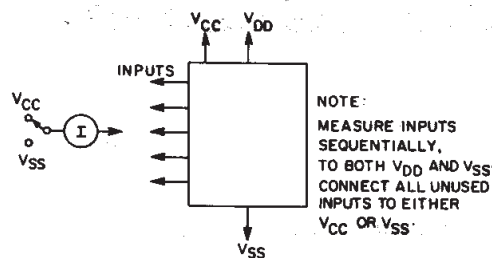 VCC VDD
INPUTS
VCC
I
VSS
NOTE:
MEASURE INPUTS
SEQUENTIALLY,
TO BOTH VDD AND VSS.
CONNECT ALL UNUSED
INPUTS TO EITHER
VCC OR VSS.
VSS